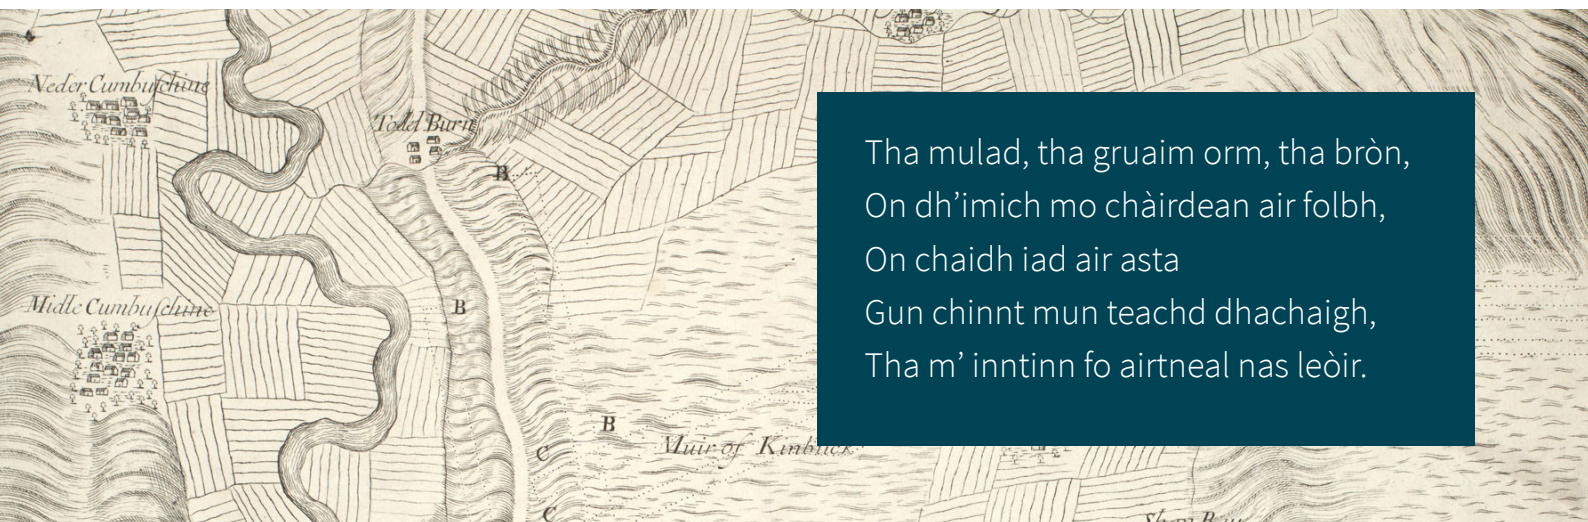 Neder Cumbuſchine
Todd Burn
B
Midle Cumbuſchine
B
B
Muir of Kinbuck
C
C
Tha mulad, tha gruaim orm, tha bròn,
On dh’imich mo chàirdean air folbh,
On chaidh iad air asta
Gun chinnt mun teachd dhachaigh,
Tha m’ inntinn fo airtneal nas leòir.